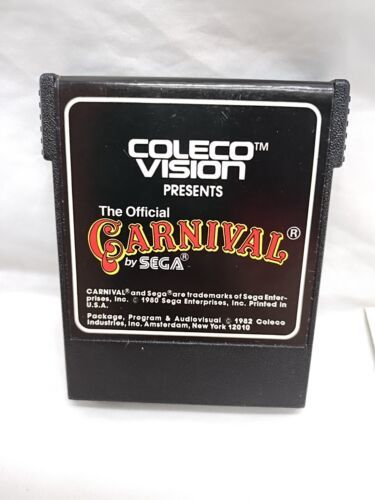 COLECO™
VISION
PRESENTS
The Official
CARNIVAL®
by SEGA®
CARNIVAL® and Sega® are trademarks of Sega Enter-
prises, Inc. © 1980 Sega Enterprises, Inc. Printed in
U.S.A.
Package, Program & Audiovisual © 1982 Coleco
Industries, Inc. Amsterdam, New York 12010